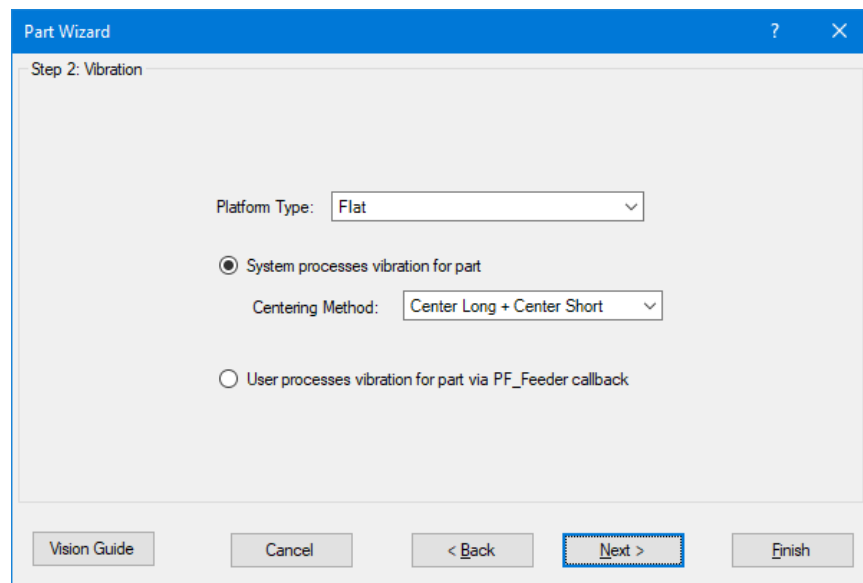 Part Wizard ? ×
Step 2: Vibration
Platform Type: Flat
System processes vibration for part
Centering Method: Center Long + Center Short
User processes vibration for part via PF_Feeder callback
Vision Guide Cancel < Back Next > Finish